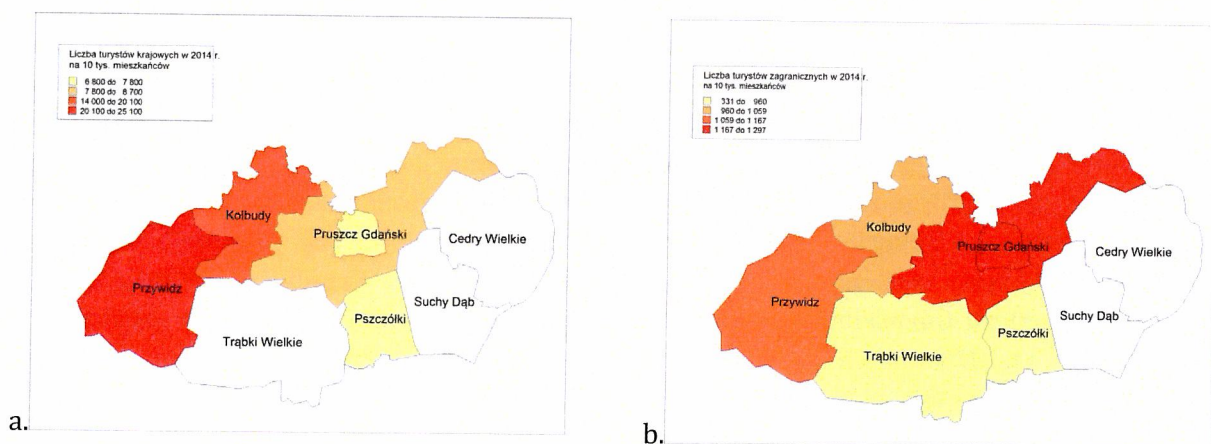 Liczba turystów krajowych w 2014 r.
na 10 tys. mieszkańców
6 800 do 7 800
7 800 do 8 700
14 000 do 20 100
20 100 do 25 100
Kolbudy
Pruszcz Gdański
Cedry Wielkie
Przywidz
Suchy Dąb
Pszczółki
Trąbki Wielkie
a.
Liczba turystów zagranicznych w 2014 r.
na 10 tys. mieszkańców
331 do 960
960 do 1 059
1 059 do 1 167
1 167 do 1 297
Kolbudy
Pruszcz Gdański
Cedry Wielkie
Przywidz
Suchy Dąb
Pszczółki
Trąbki Wielkie
b.